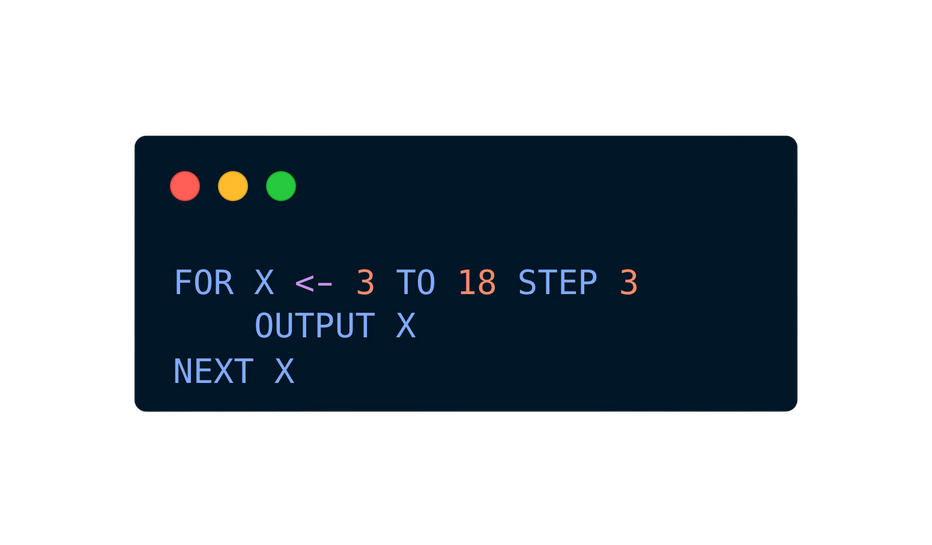 FOR X <- 3 TO 18 STEP 3
    OUTPUT X
NEXT X